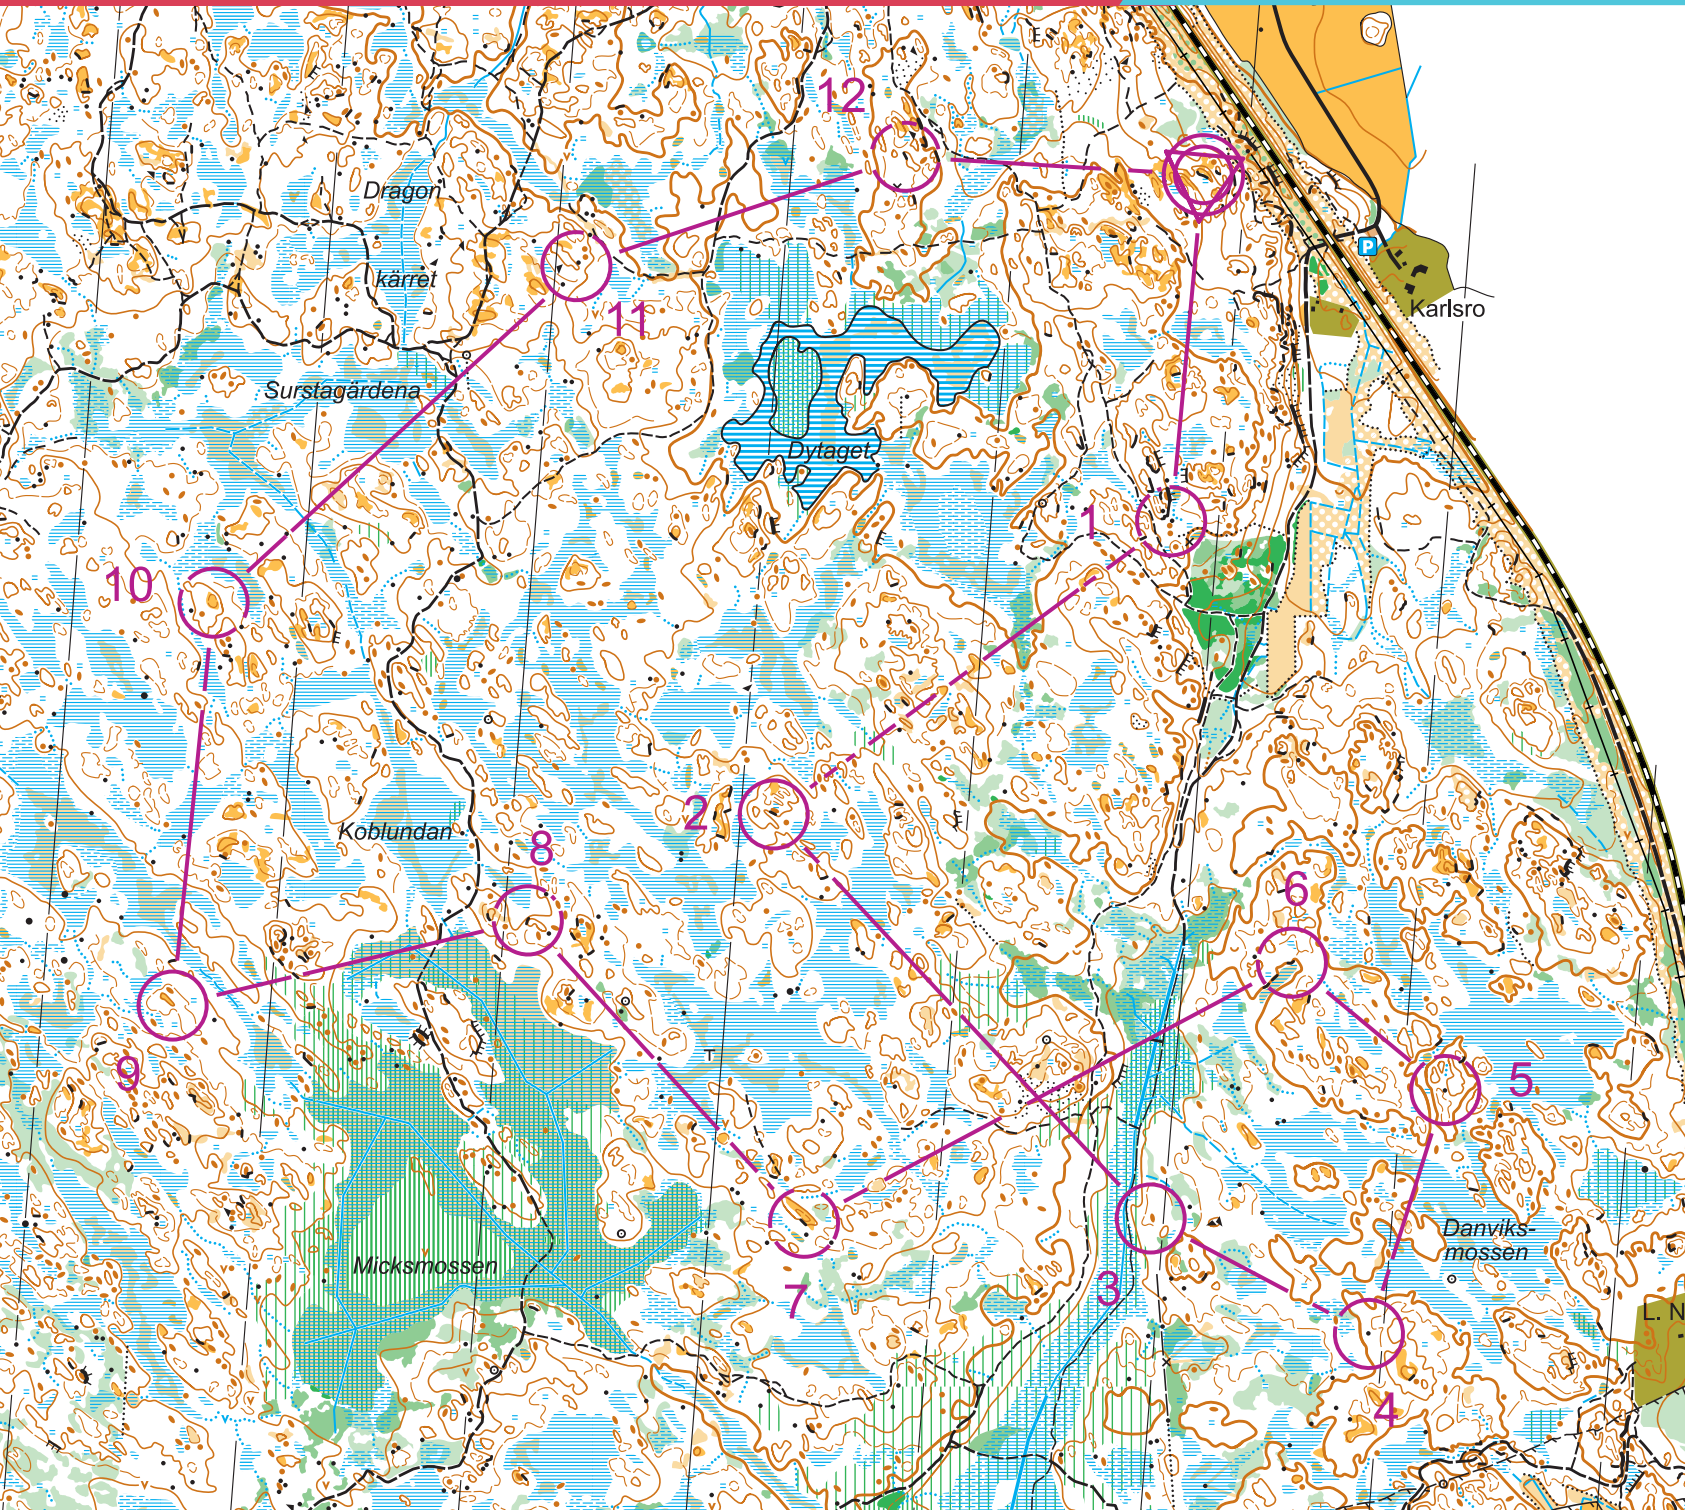 12
Dragon
kärret
P
Karlsro
11
Surstagärdena
Dytaget
1
10
2
Koblundan
8
6
9
5
Danviks-
mossen
Micksmossen
3
7
L. N
4